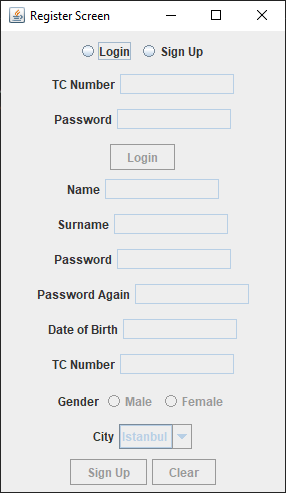 Register Screen
Login Sign Up
TC Number
Password
Login
Name
Surname
Password
Password Again
Date of Birth
TC Number
Gender Male Female
City Istanbul
Sign Up Clear